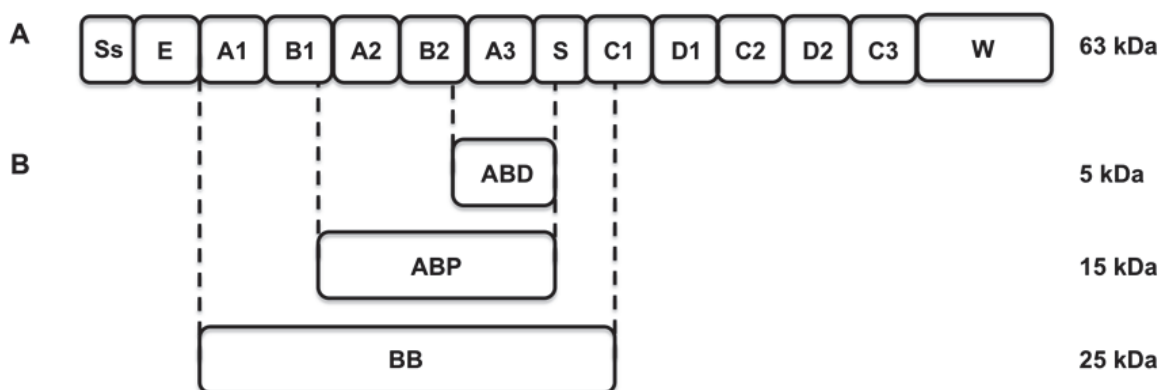 A Ss E A1 B1 A2 B2 A3 S C1 D1 C2 D2 C3 W 63 kDa
B ABD 5 kDa
ABP 15 kDa
BB 25 kDa